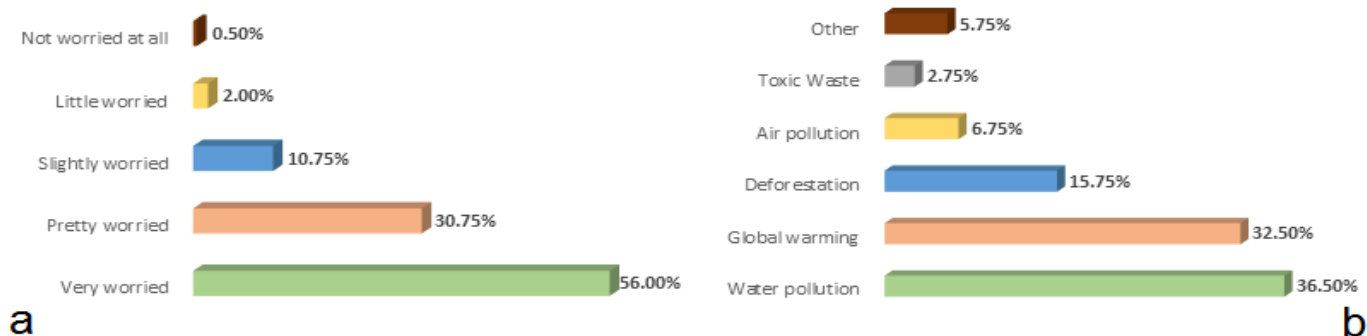 Not worried at all 0.50%
Little worried 2.00%
Slightly worried 10.75%
Pretty worried 30.75%
Very worried 56.00%
a
Other 5.75%
Toxic Waste 2.75%
Air pollution 6.75%
Deforestation 15.75%
Global warming 32.50%
Water pollution 36.50%
b